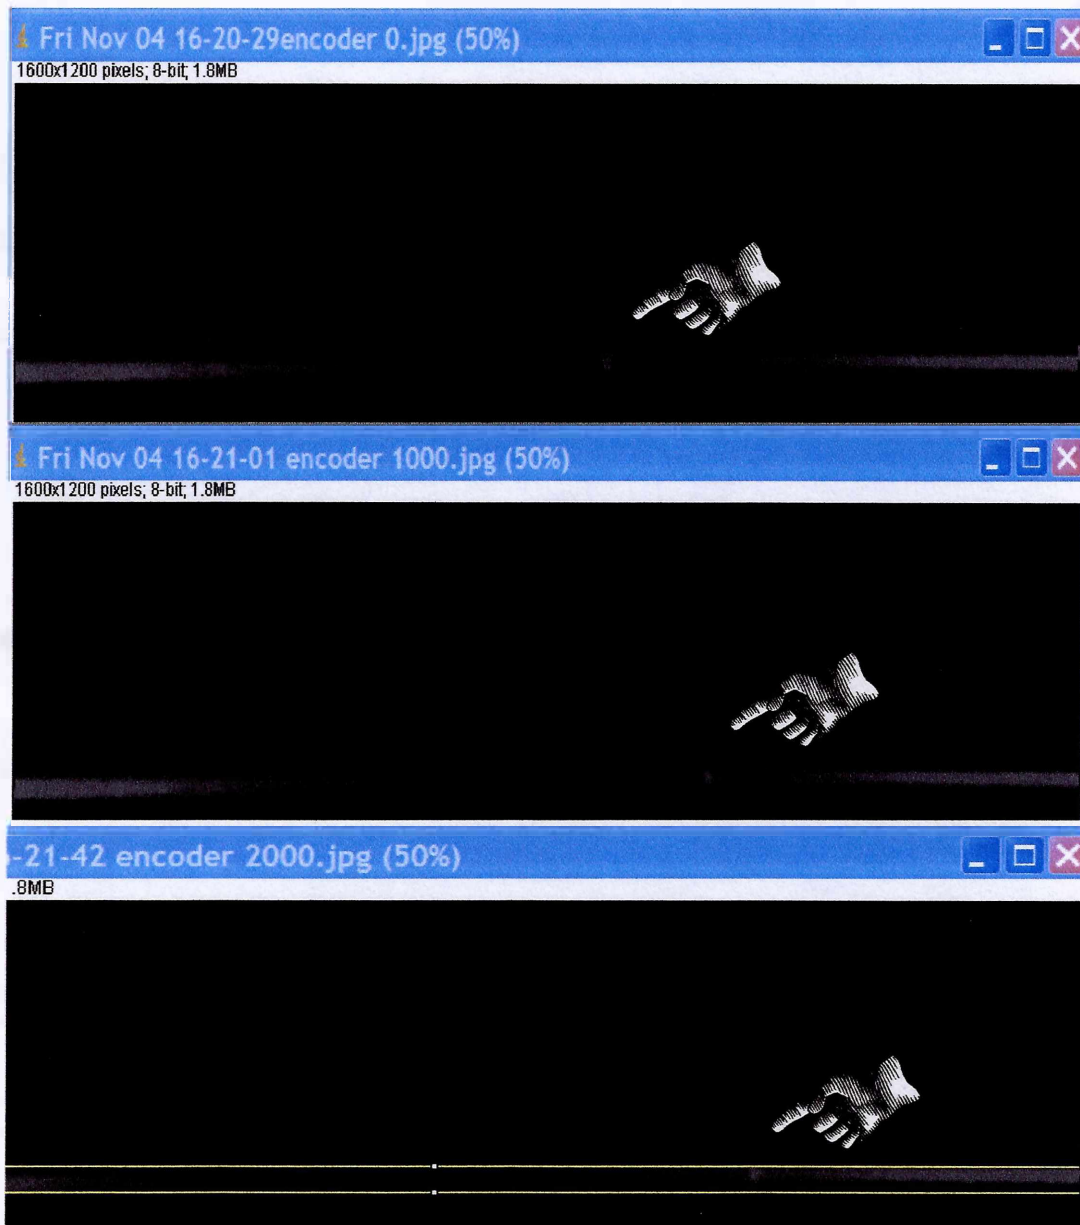 Fri Nov 04 16-20-29encoder 0.jpg (50%)
1600x1200 pixels; 8-bit; 1.8MB
Fri Nov 04 16-21-01 encoder 1000.jpg (50%)
1600x1200 pixels; 8-bit; 1.8MB
-21-42 encoder 2000.jpg (50%)
.8MB